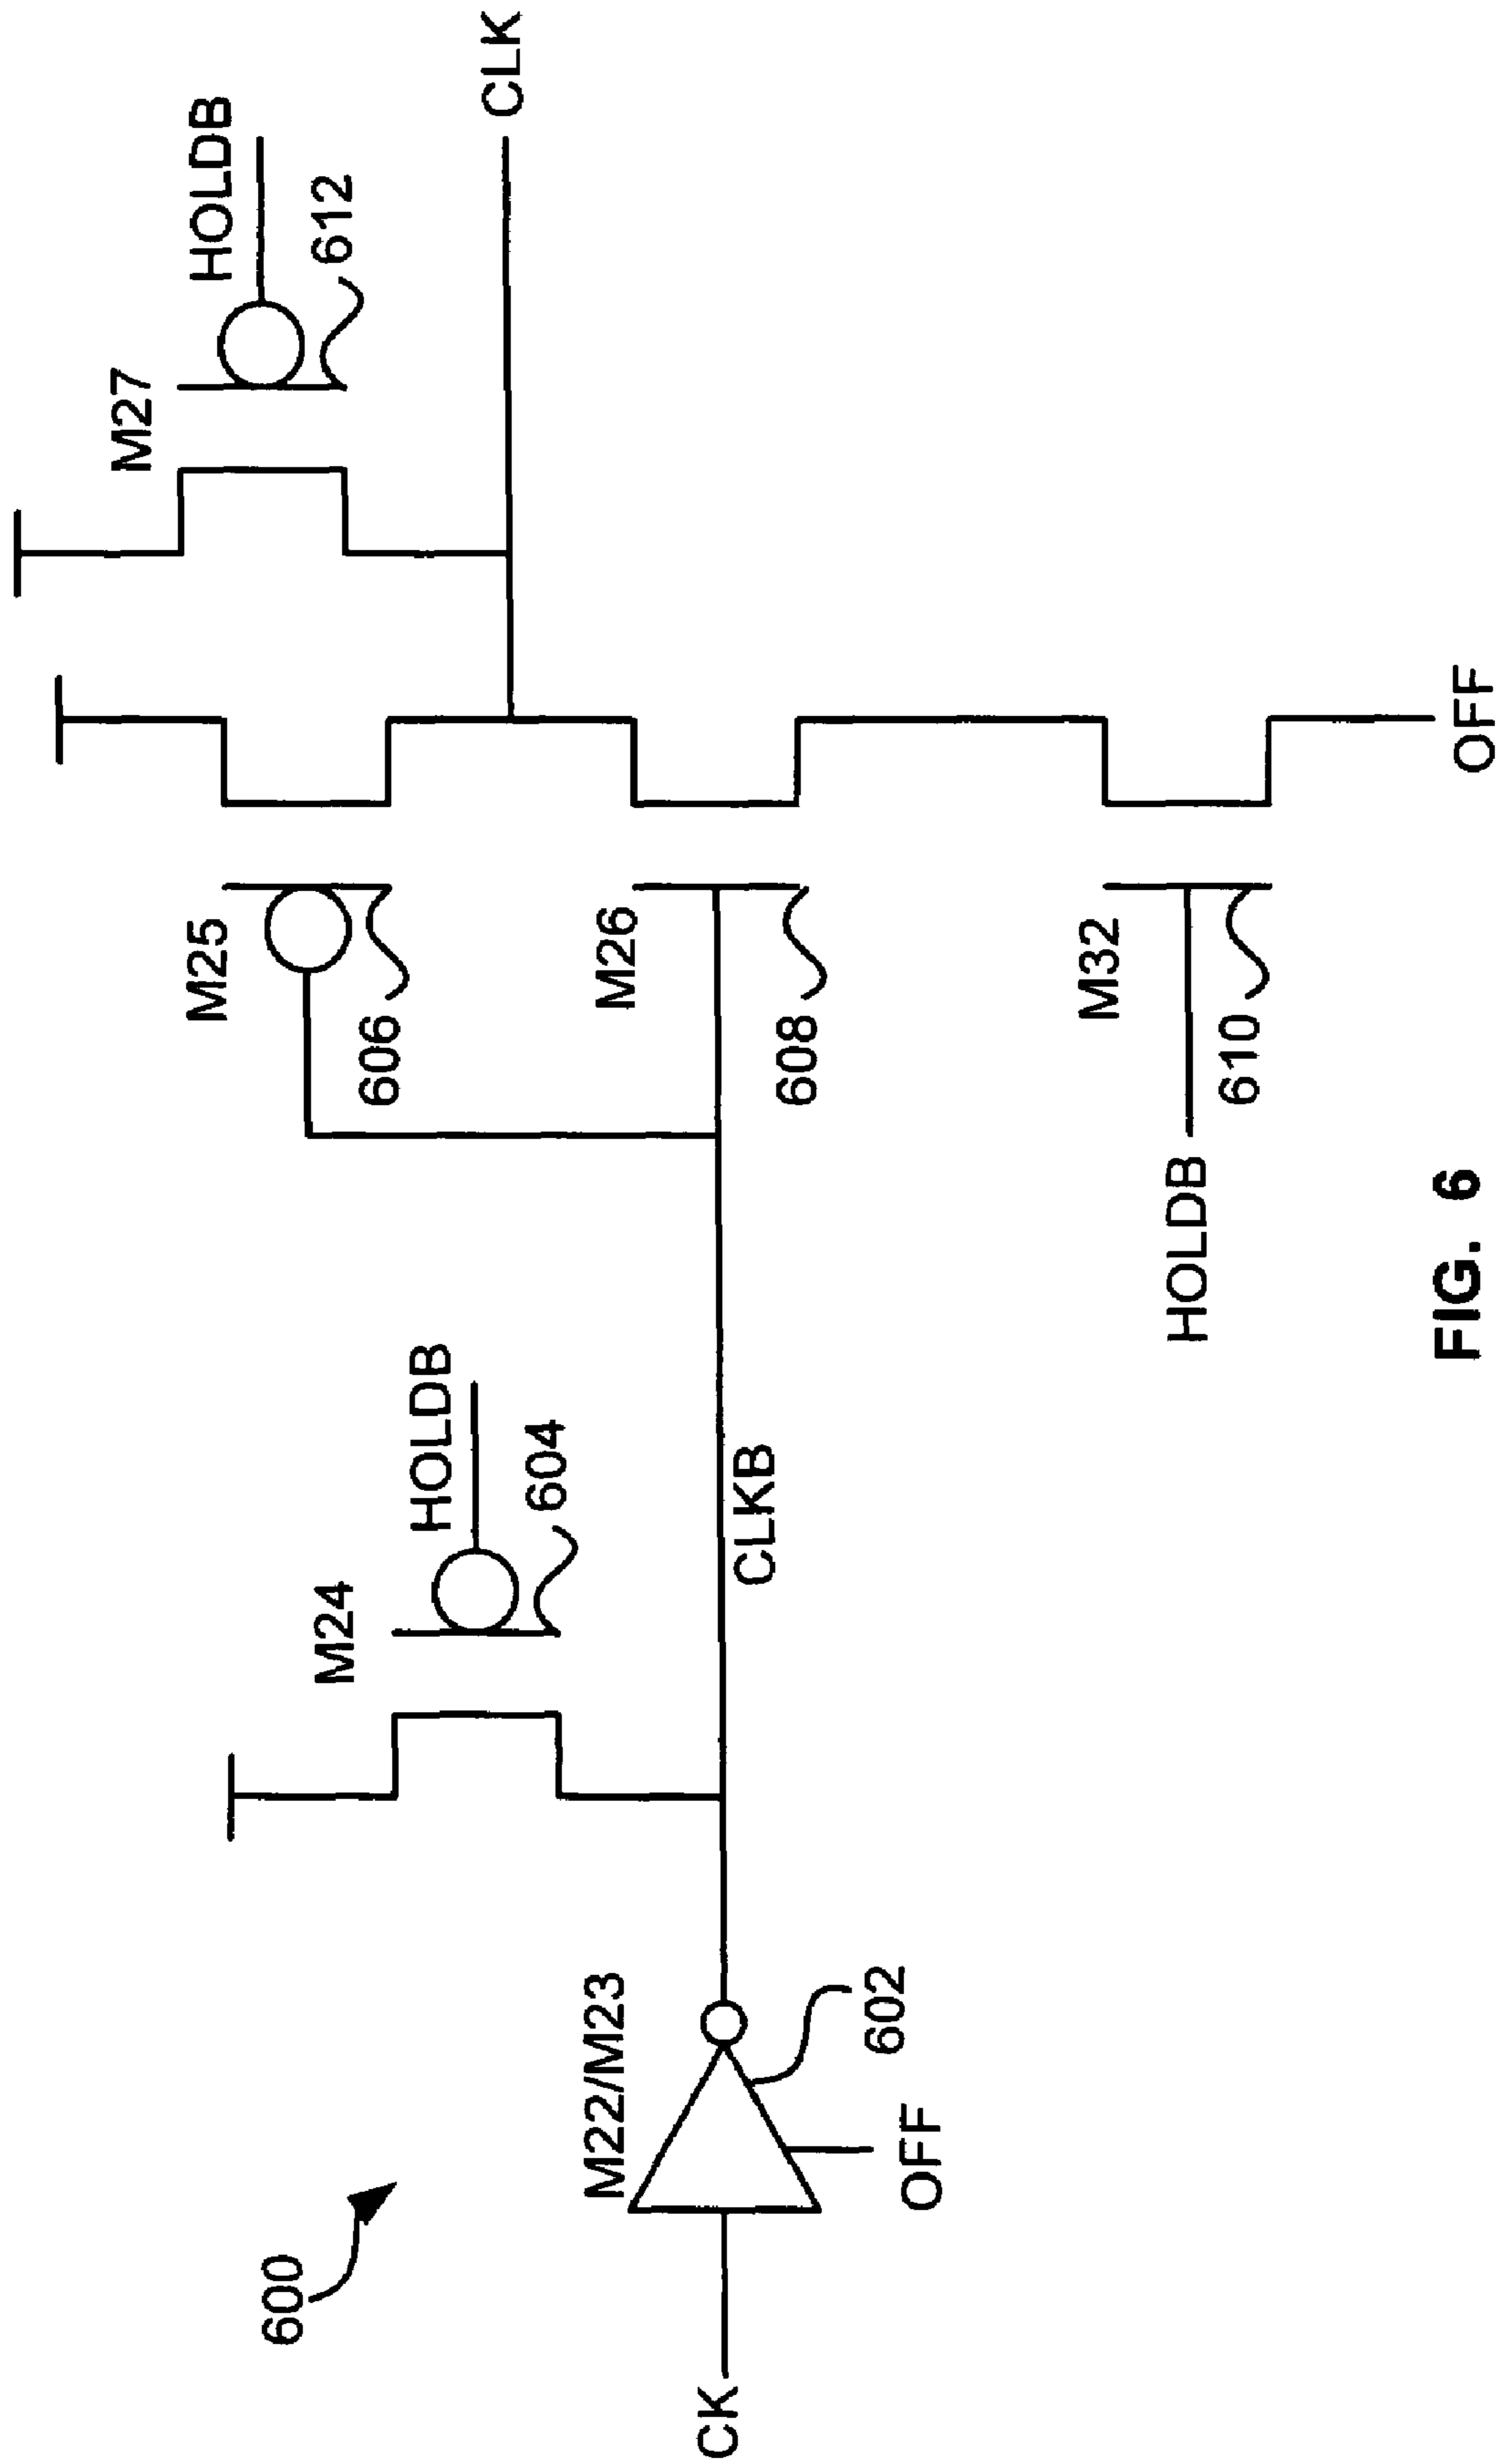 600
CK
M22/M23
602
OFF
M24
HOLDB
604
CLKB
M25
606
M26
608
M32
610
HOLDB
OFF
M27
HOLDB
612
CLK
FIG. 6